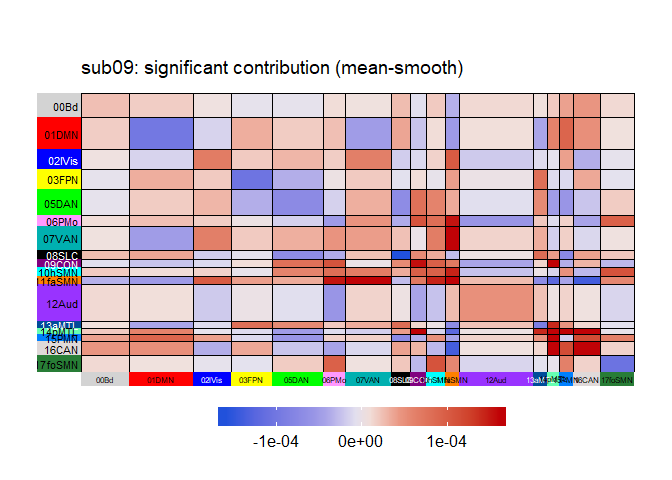 sub09: significant contribution (mean-smooth)
00Bd
01DMN
02lVis
03FPN
05DAN
06PMo
07VAN
08SLC
09CON
10hSMN
11faSMN
12Aud
13aMTL
14pMTL
15PMN
16CAN
17foSMN
00Bd 01DMN 02lVis 03FPN 05DAN 06PMo 07VAN 08SLC 12Aud 16CAN 17foSMN
-1e-04 0e+00 1e-04